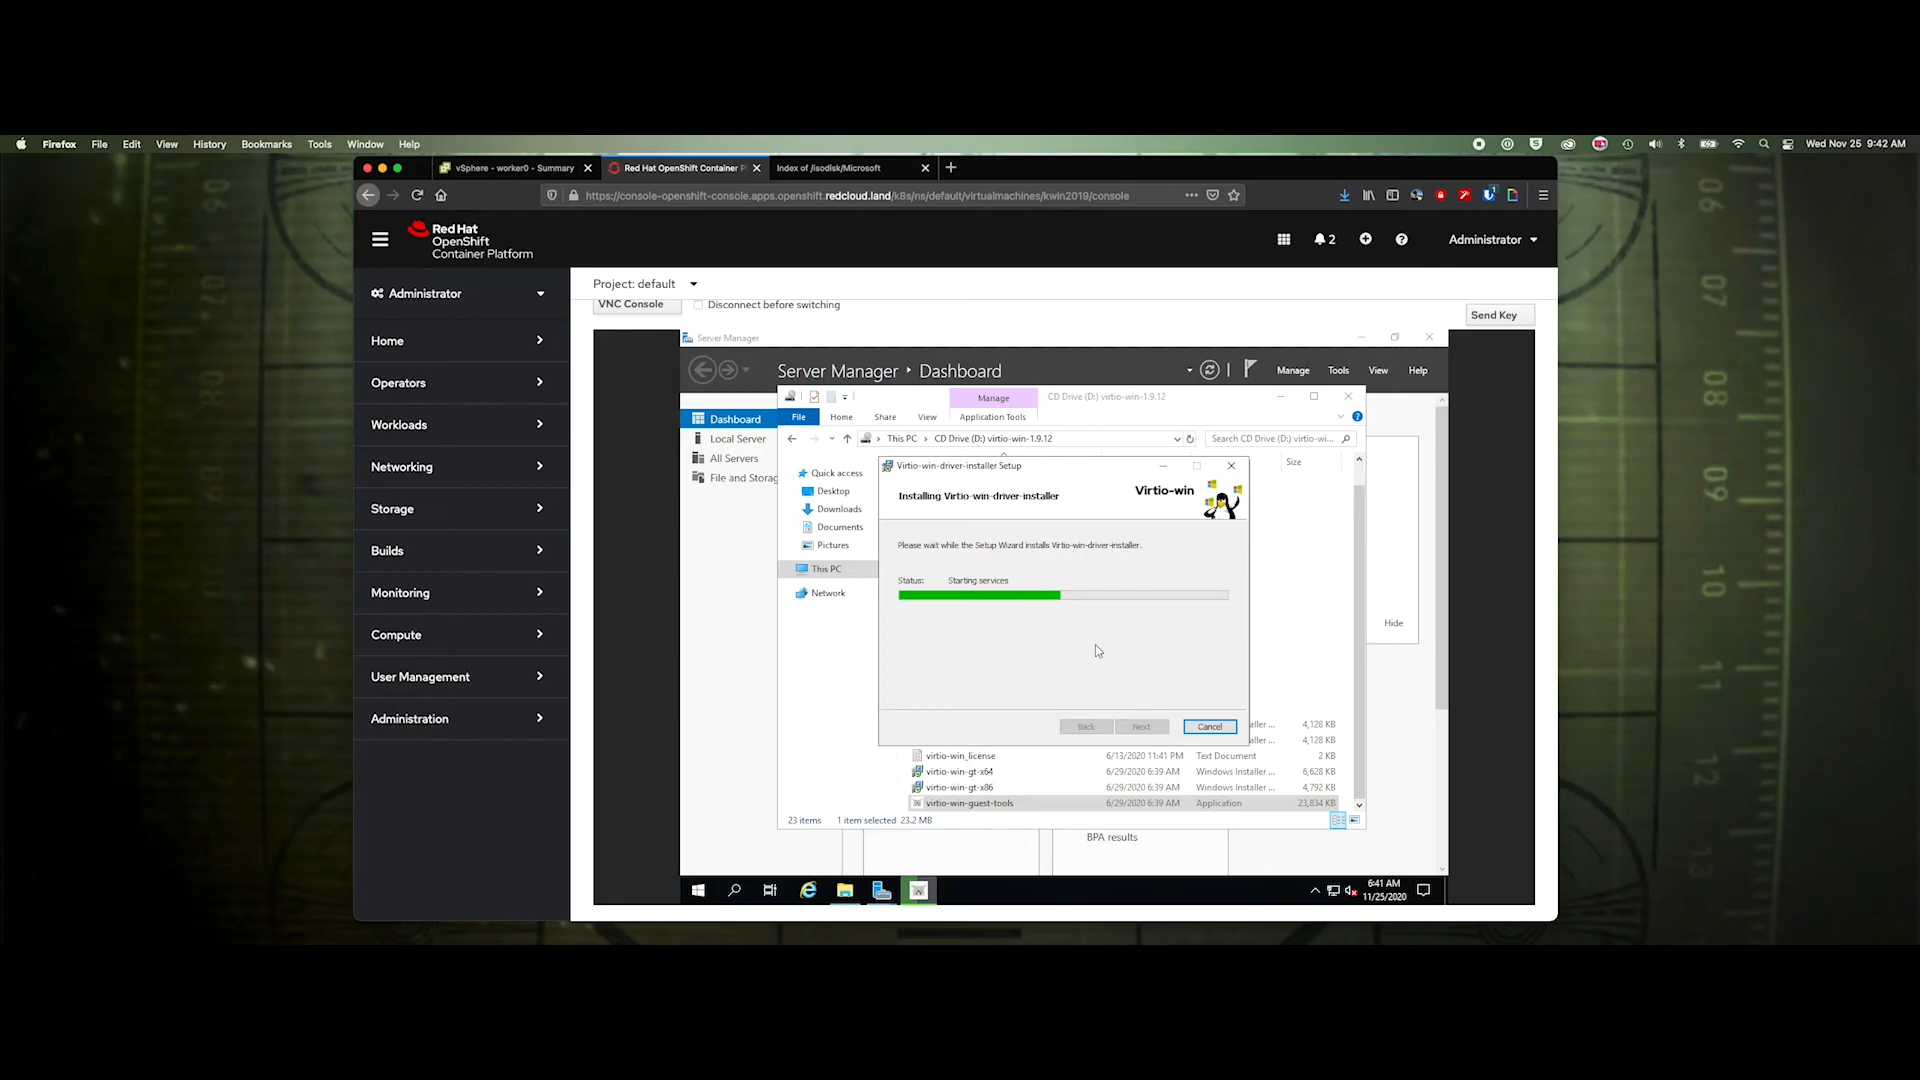 Firefox File Edit View History Bookmarks Tools Window Help
Wed Nov 25 9:42 AM
vSphere - worker0 - Summary
Red Hat OpenShift Container P
Index of /isodisk/Microsoft
https://console-openshift-console.apps.openshift.redcloud.land/k8s/ns/default/virtualmachines/kwin2019/console
Red Hat
OpenShift
Container Platform
2
Administrator
Administrator
Home
Operators
Workloads
Networking
Storage
Builds
Monitoring
Compute
User Management
Administration
Project: default
VNC Console
Disconnect before switching
Send Key
Server Manager
Server Manager • Dashboard
Manage Tools View Help
Dashboard
Local Server
All Servers
File and Storag
Manage
CD Drive (D:) virtio-win-1.9.12
File Home Share View Application Tools
This PC › CD Drive (D:) virtio-win-1.9.12
Search CD Drive (D:) virtio-wi...
Quick access
Desktop
Downloads
Documents
Pictures
This PC
Network
Size
Virtio-win-driver-installer Setup
Installing Virtio-win-driver-installer
Virtio-win
Please wait while the Setup Wizard installs Virtio-win-driver-installer.
Status: Starting services
Back Next Cancel
Hide
aller ... 4,128 KB
aller ... 4,128 KB
virtio-win_license 6/13/2020 11:41 PM Text Document 2 KB
virtio-win-gt-x64 6/29/2020 6:39 AM Windows Installer ... 6,628 KB
virtio-win-gt-x86 6/29/2020 6:39 AM Windows Installer ... 4,792 KB
virtio-win-guest-tools 6/29/2020 6:39 AM Application 23,834 KB
23 items 1 item selected 23.2 MB
BPA results
6:41 AM
11/25/2020
06
07
08
09
10
11
12
13